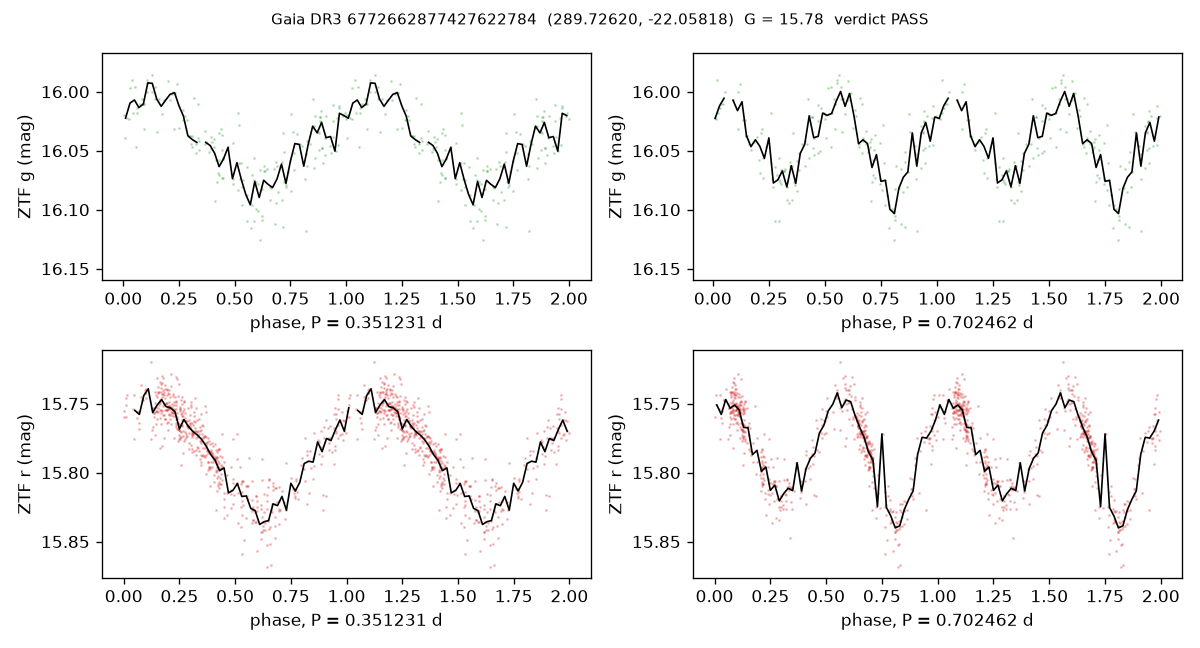 Gaia DR3 6772662877427622784  (289.72620, -22.05818)  G = 15.78  verdict PASS
ZTF g (mag)
16.00
16.05
16.10
16.15
0.00 0.25 0.50 0.75 1.00 1.25 1.50 1.75 2.00
phase, P = 0.351231 d
ZTF g (mag)
16.00
16.05
16.10
16.15
0.00 0.25 0.50 0.75 1.00 1.25 1.50 1.75 2.00
phase, P = 0.702462 d
ZTF r (mag)
15.75
15.80
15.85
0.00 0.25 0.50 0.75 1.00 1.25 1.50 1.75 2.00
phase, P = 0.351231 d
ZTF r (mag)
15.75
15.80
15.85
0.00 0.25 0.50 0.75 1.00 1.25 1.50 1.75 2.00
phase, P = 0.702462 d